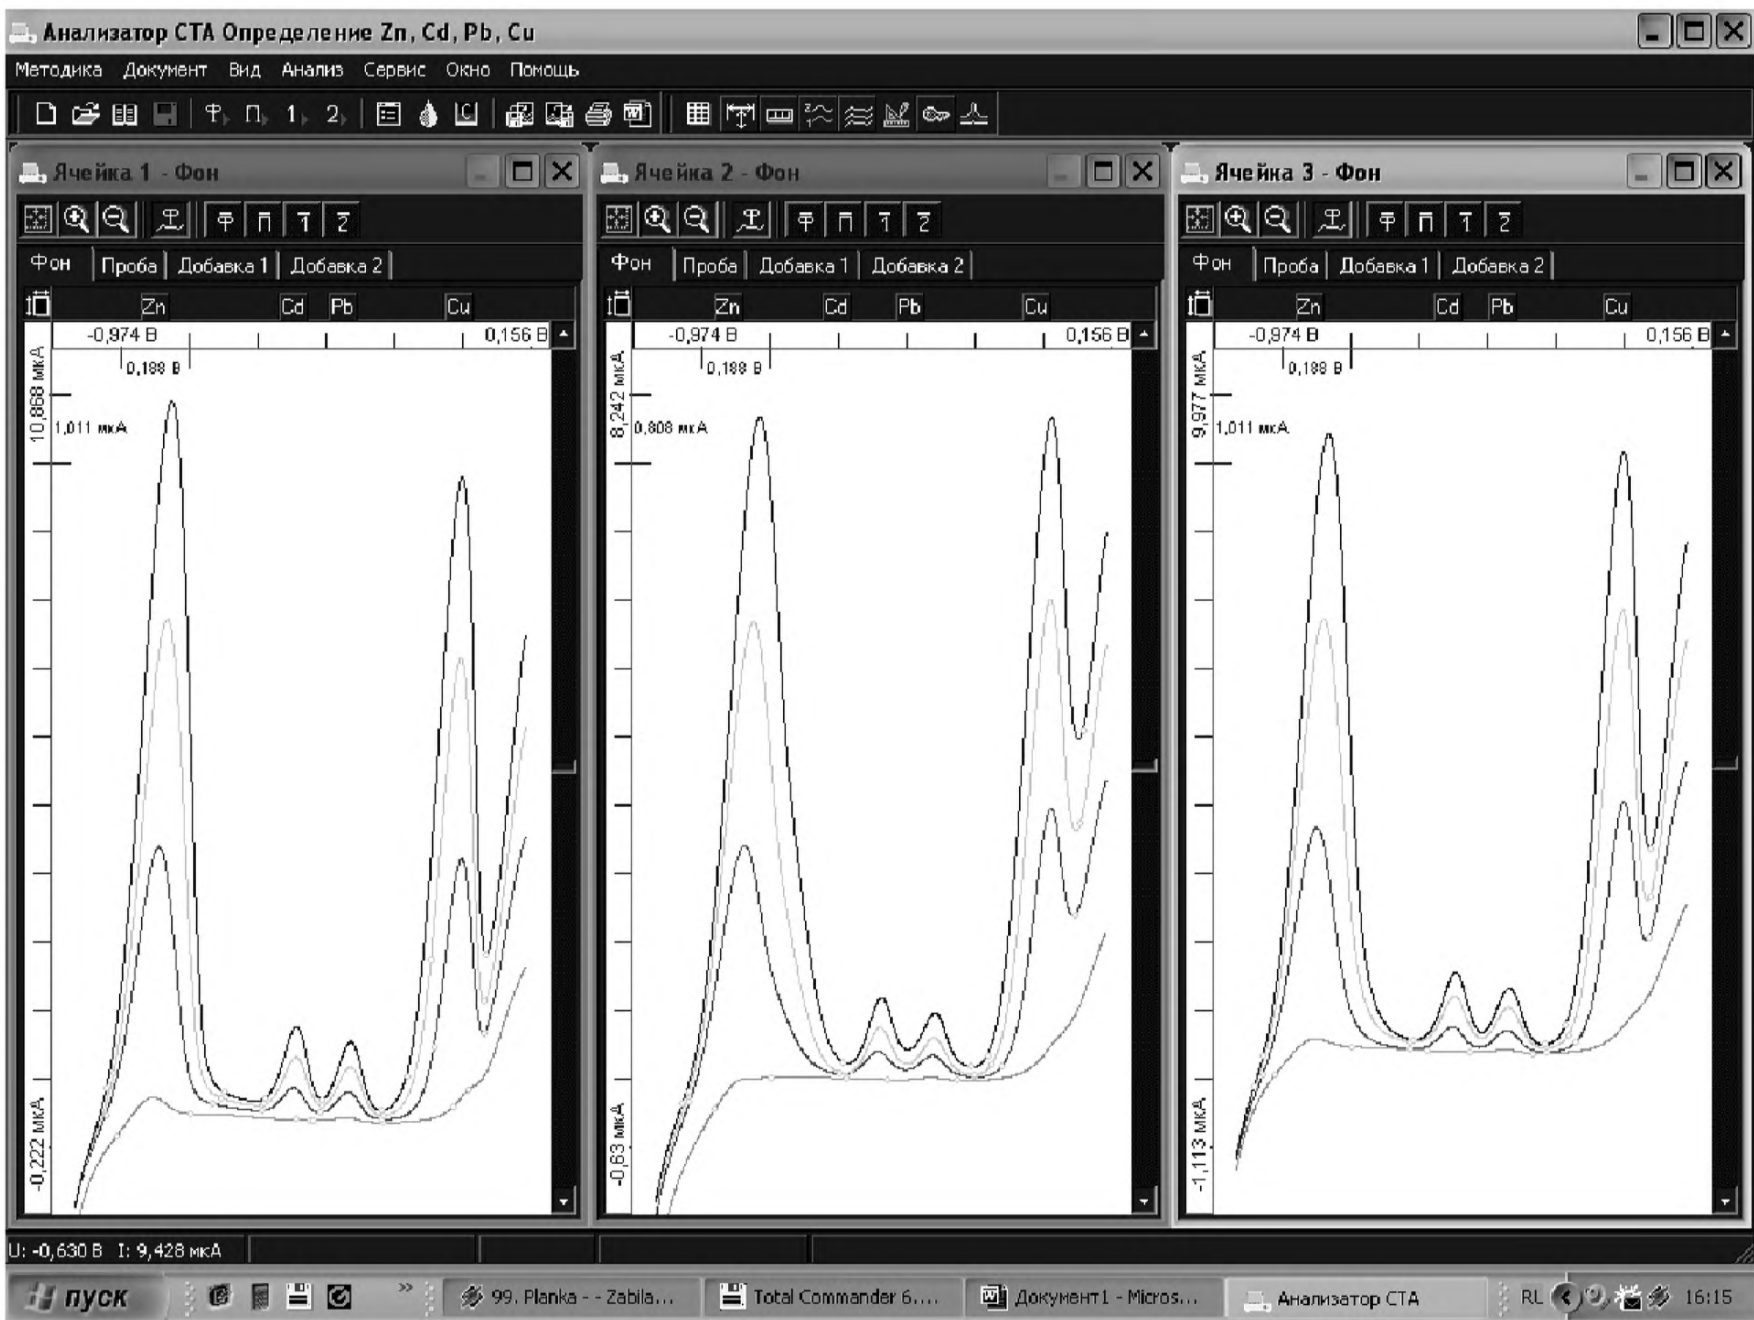 Анализатор СТА Определение Zn, Cd, Pb, Cu
Методика Документ Вид Анализ Сервис Окно Помощь
1 2
Ячейка 1 - Фон
Фон Проба Добавка 1 Добавка 2
Zn Cd Pb Cu
-0,974 В 0,156 В
0,188 В
10,868 мкА
1,011 мкА
-0,222 мкА
Ячейка 2 - Фон
Фон Проба Добавка 1 Добавка 2
Zn Cd Pb Cu
-0,974 В 0,156 В
0,188 В
8,242 мкА
0,808 мкА
-0,63 мкА
Ячейка 3 - Фон
Фон Проба Добавка 1 Добавка 2
Zn Cd Pb Cu
-0,974 В 0,156 В
0,188 В
9,977 мкА
1,011 мкА
-1,113 мкА
U: -0,630 В I: 9,428 мкА
пуск
99. Planka - - Zabila...
Total Commander 6....
Документ1 - Micros...
Анализатор СТА
RL
16:15